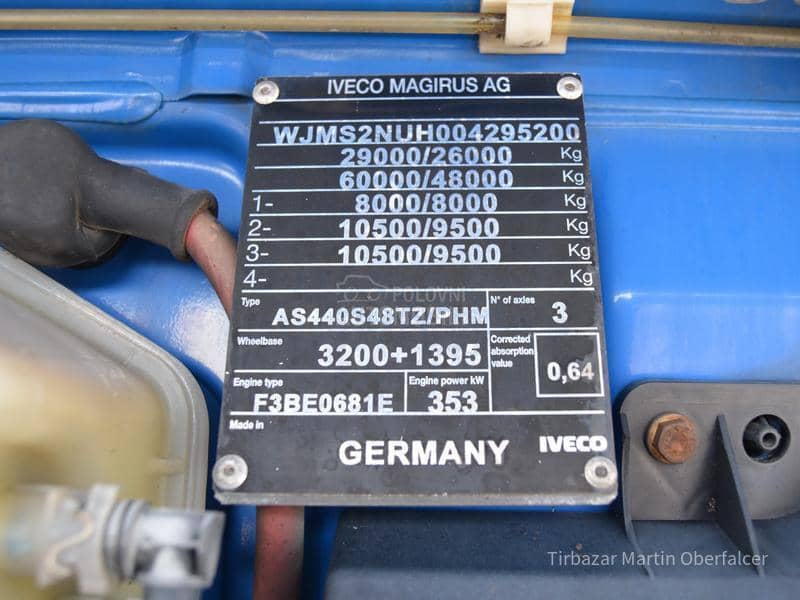 IVECO MAGIRUS AG
WJMS2NUH004295200
29000/26000 Kg
60000/48000 Kg
1- 8000/8000 Kg
2- 10500/9500 Kg
3- 10500/9500 Kg
4- Kg
Type N° of axles
AS440S48TZ/PHM 3
Wheelbase Corrected absorption value
3200+1395 0,64
Engine type Engine power kW
F3BE0681E 353
Made in
GERMANY IVECO
POLOVNI
Tirbazar Martin Oberfalcer